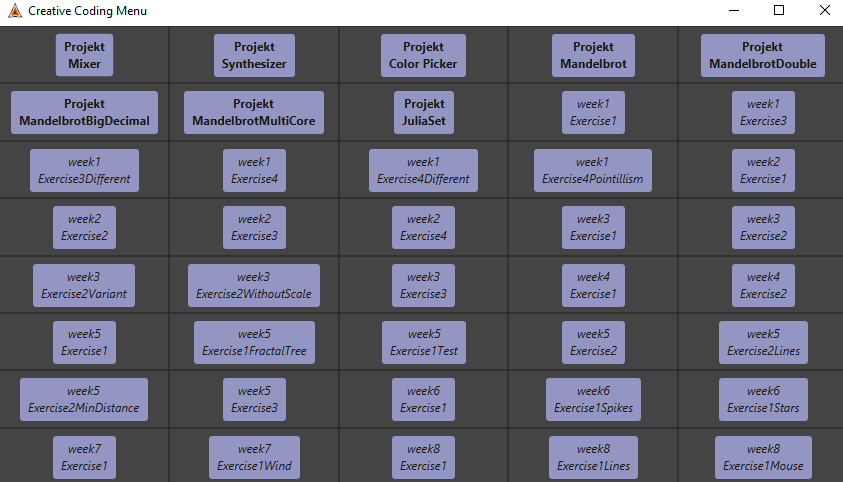 Creative Coding Menu
Projekt
Mixer
Projekt
Synthesizer
Projekt
Color Picker
Projekt
Mandelbrot
Projekt
MandelbrotDouble
Projekt
MandelbrotBigDecimal
Projekt
MandelbrotMultiCore
Projekt
JuliaSet
week1
Exercise1
week1
Exercise3
week1
Exercise3Different
week1
Exercise4
week1
Exercise4Different
week1
Exercise4Pointillism
week2
Exercise1
week2
Exercise2
week2
Exercise3
week2
Exercise4
week3
Exercise1
week3
Exercise2
week3
Exercise2Variant
week3
Exercise2WithoutScale
week3
Exercise3
week4
Exercise1
week4
Exercise2
week5
Exercise1
week5
Exercise1FractalTree
week5
Exercise1Test
week5
Exercise2
week5
Exercise2Lines
week5
Exercise2MinDistance
week5
Exercise3
week6
Exercise1
week6
Exercise1Spikes
week6
Exercise1Stars
week7
Exercise1
week7
Exercise1Wind
week8
Exercise1
week8
Exercise1Lines
week8
Exercise1Mouse